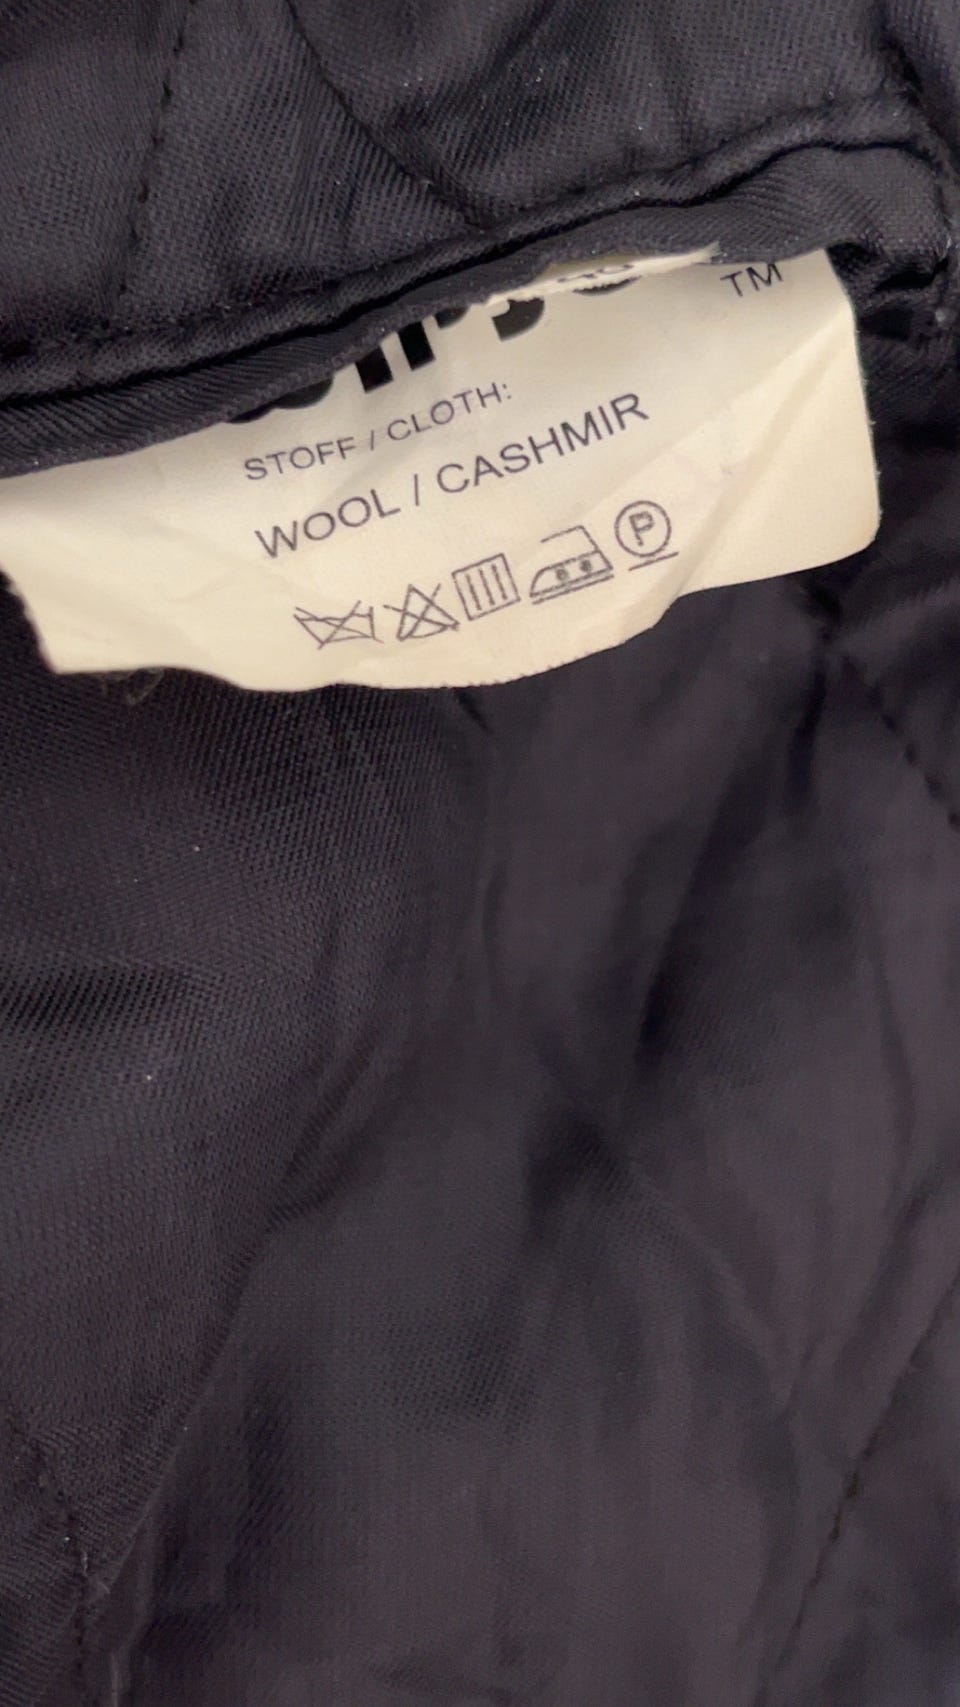 TM
STOFF / CLOTH:
WOOL / CASHMIR
P